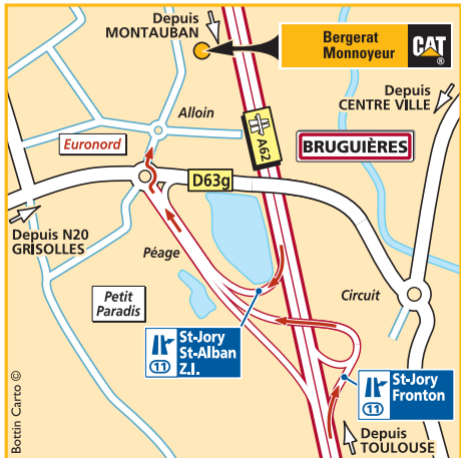 Depuis
MONTAUBAN
Bergerat
Monnoyeur
CAT
®
Depuis
CENTRE VILLE
Alloin
Euronord
A62
BRUGUIÈRES
D63g
Depuis N20
GRISOLLES
Péage
Petit
Paradis
Circuit
St-Jory
St-Alban
Z.I.
11
St-Jory
Fronton
11
Depuis
TOULOUSE
Bottin Carto ©